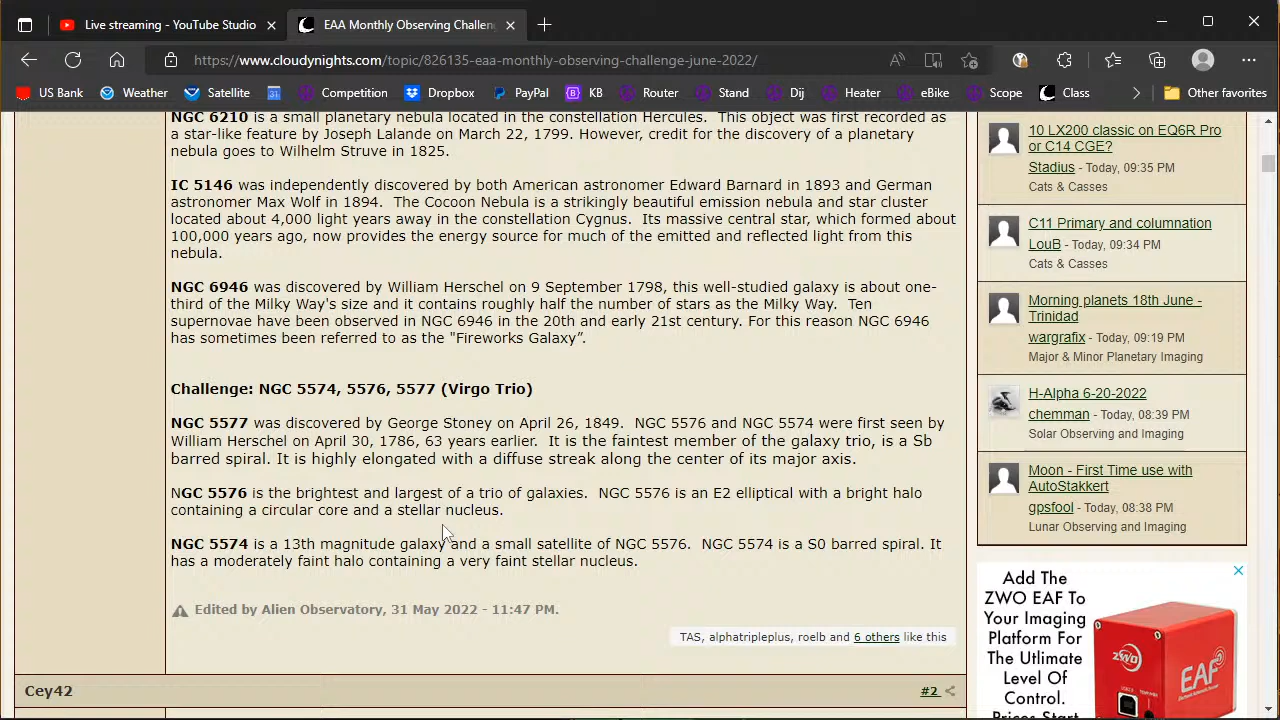 Live streaming - YouTube Studio
EAA Monthly Observing Challen
https://www.cloudynights.com/topic/826135-eaa-monthly-observing-challenge-june-2022/
US Bank Weather Satellite Competition Dropbox PayPal KB Router Stand Dij Heater eBike Scope Class Other favorites
NGC 6210 is a small planetary nebula located in the constellation Hercules. This object was first recorded as
a star-like feature by Joseph Lalande on March 22, 1799. However, credit for the discovery of a planetary
nebula goes to Wilhelm Struve in 1825.
IC 5146 was independently discovered by both American astronomer Edward Barnard in 1893 and German
astronomer Max Wolf in 1894. The Cocoon Nebula is a strikingly beautiful emission nebula and star cluster
located about 4,000 light years away in the constellation Cygnus. Its massive central star, which formed about
100,000 years ago, now provides the energy source for much of the emitted and reflected light from this
nebula.
NGC 6946 was discovered by William Herschel on 9 September 1798, this well-studied galaxy is about one-
third of the Milky Way's size and it contains roughly half the number of stars as the Milky Way. Ten
supernovae have been observed in NGC 6946 in the 20th and early 21st century. For this reason NGC 6946
has sometimes been referred to as the "Fireworks Galaxy”.
Challenge: NGC 5574, 5576, 5577 (Virgo Trio)
NGC 5577 was discovered by George Stoney on April 26, 1849. NGC 5576 and NGC 5574 were first seen by
William Herschel on April 30, 1786, 63 years earlier. It is the faintest member of the galaxy trio, is a Sb
barred spiral. It is highly elongated with a diffuse streak along the center of its major axis.
NGC 5576 is the brightest and largest of a trio of galaxies. NGC 5576 is an E2 elliptical with a bright halo
containing a circular core and a stellar nucleus.
NGC 5574 is a 13th magnitude galaxy and a small satellite of NGC 5576. NGC 5574 is a S0 barred spiral. It
has a moderately faint halo containing a very faint stellar nucleus.
Edited by Alien Observatory, 31 May 2022 - 11:47 PM.
TAS, alphatripleplus, roelb and 6 others like this
Cey42
#2
10 LX200 classic on EQ6R Pro
or C14 CGE?
Stadius - Today, 09:35 PM
Cats & Casses
C11 Primary and columnation
LouB - Today, 09:34 PM
Cats & Casses
Morning planets 18th June -
Trinidad
wargrafix - Today, 09:19 PM
Major & Minor Planetary Imaging
H-Alpha 6-20-2022
chemman - Today, 08:39 PM
Solar Observing and Imaging
Moon - First Time use with
AutoStakkert
gpsfool - Today, 08:38 PM
Lunar Observing and Imaging
Add The
ZWO EAF To
Your Imaging
Platform For
The Utlimate
Level Of
Control.
Prices Start
ZWO
EAF